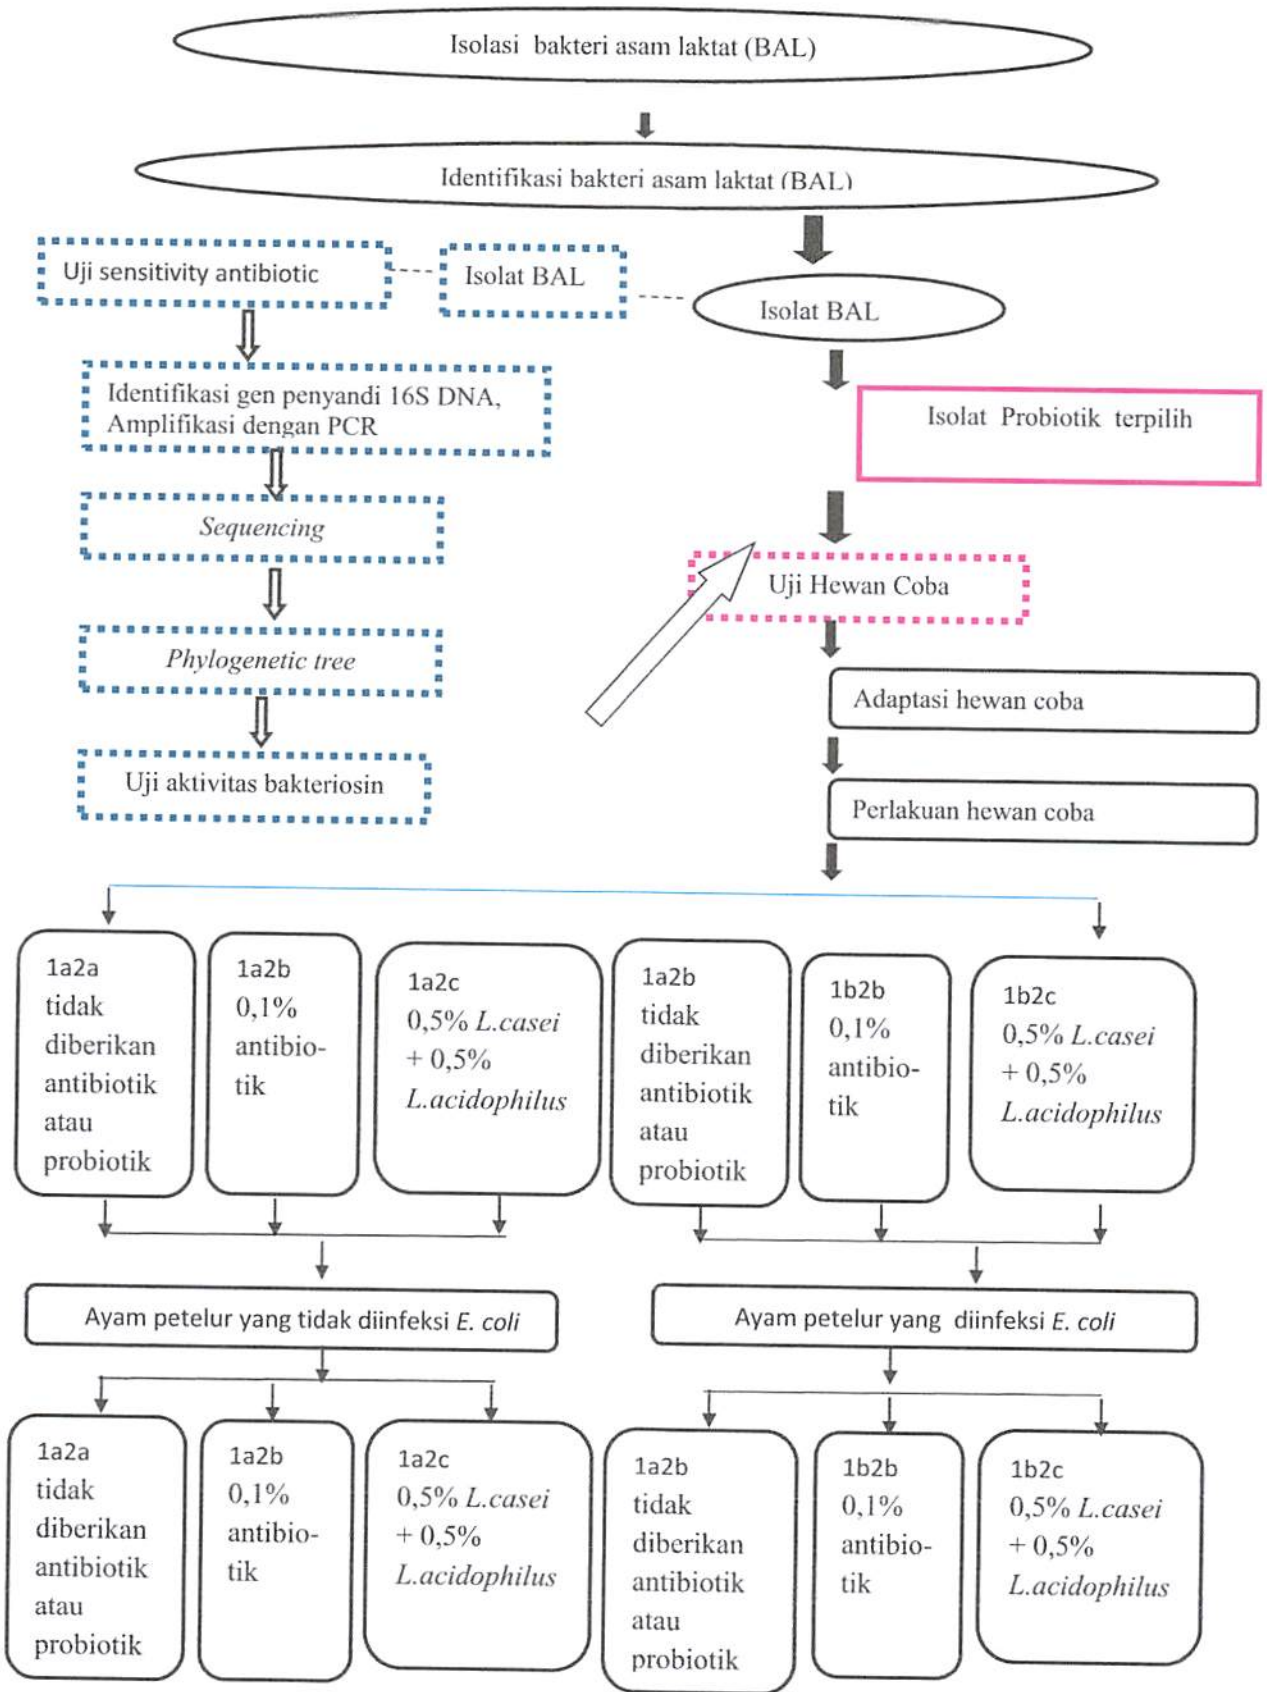 Isolasi bakteri asam laktat (BAL)
Identifikasi bakteri asam laktat (BAL)
Uji sensitivity antibiotic
Isolat BAL
Isolat BAL
Identifikasi gen penyandi 16S DNA,
Amplifikasi dengan PCR
Isolat Probiotik terpilih
Sequencing
Uji Hewan Coba
Phylogenetic tree
Adaptasi hewan coba
Uji aktivitas bakteriosin
Perlakuan hewan coba
1a2a
tidak
diberikan
antibiotik
atau
probiotik
1a2b
0,1%
antibio-
tik
1a2c
0,5% L.casei
+ 0,5%
L.acidophilus
1a2b
tidak
diberikan
antibiotik
atau
probiotik
1b2b
0,1%
antibio-
tik
1b2c
0,5% L.casei
+ 0,5%
L.acidophilus
Ayam petelur yang tidak diinfeksi E. coli
Ayam petelur yang diinfeksi E. coli
1a2a
tidak
diberikan
antibiotik
atau
probiotik
1a2b
0,1%
antibio-
tik
1a2c
0,5% L.casei
+ 0,5%
L.acidophilus
1a2b
tidak
diberikan
antibiotik
atau
probiotik
1b2b
0,1%
antibio-
tik
1b2c
0,5% L.casei
+ 0,5%
L.acidophilus